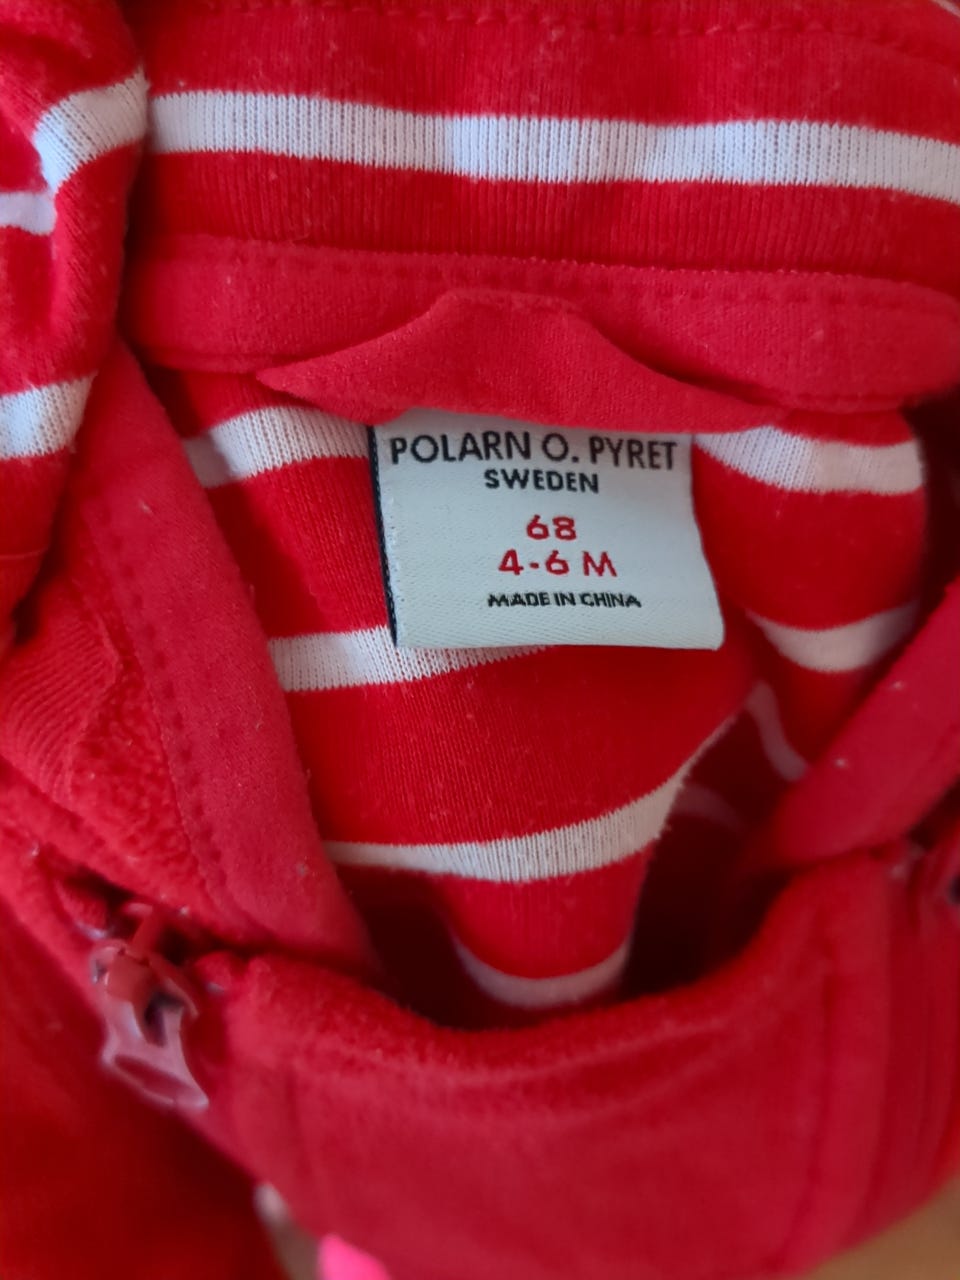 POLARN O. PYRET
SWEDEN
68
4-6 M
MADE IN CHINA